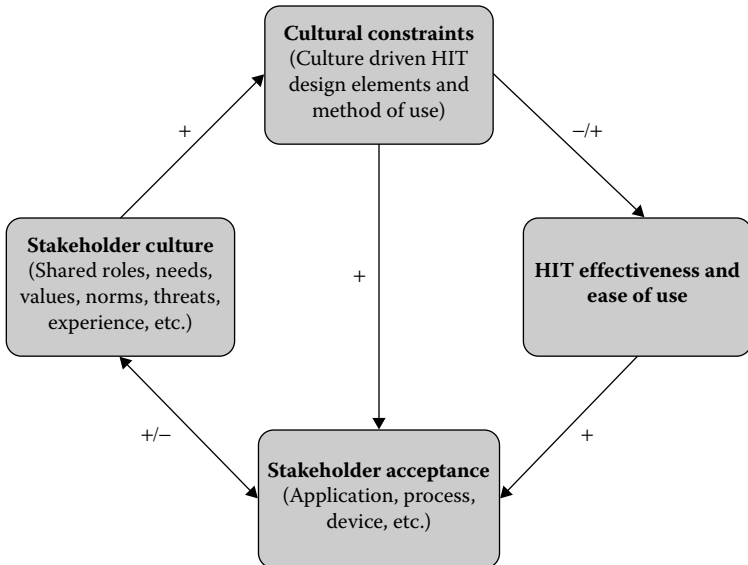 Cultural constraints
(Culture driven HIT
design elements and
method of use)
+
−/+
Stakeholder culture
(Shared roles, needs,
values, norms, threats,
experience, etc.)
+
HIT effectiveness and
ease of use
+/−
+
Stakeholder acceptance
(Application, process,
device, etc.)